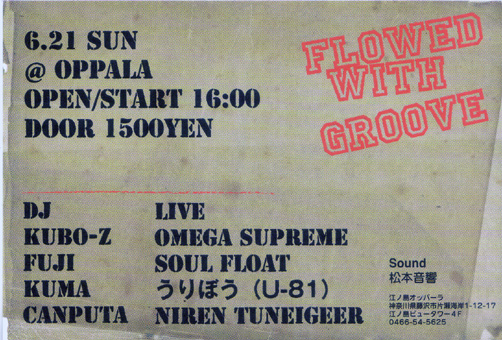 6.21 SUN
@ OPPALA
OPEN/START 16:00
DOOR 1500YEN
FLOWED
WITH
GROOVE
DJ
KUBO-Z
FUJI
KUMA
CANPUTA
LIVE
OMEGA SUPREME
SOUL FLOAT
うりぼう（U-81）
NIREN TUNEIGEER
Sound
松本音響
江ノ島オッパーラ
神奈川県藤沢市片瀬海岸1-12-17
江ノ島ビュータワー4F
0466-54-5625